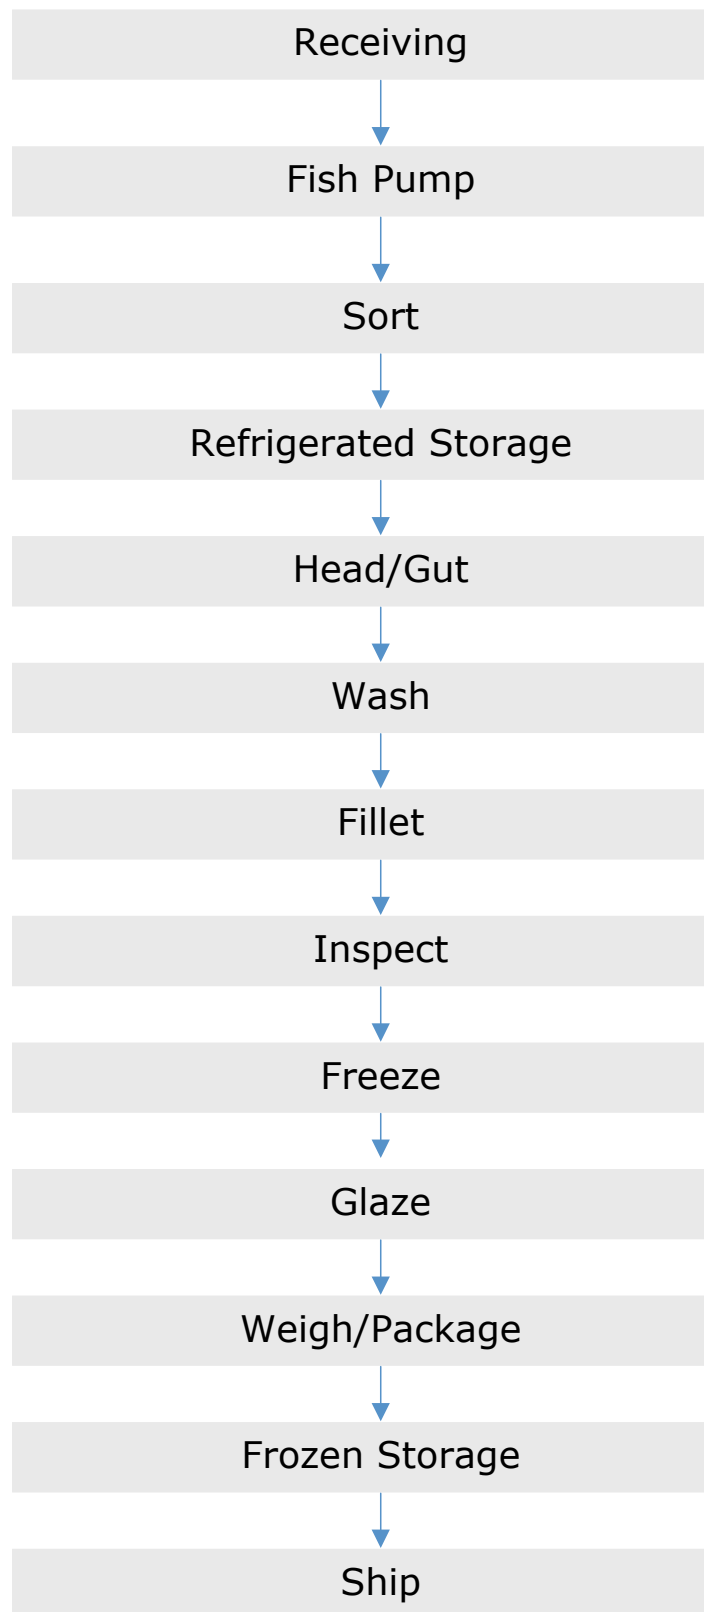 Receiving
Fish Pump
Sort
Refrigerated Storage
Head/Gut
Wash
Fillet
Inspect
Freeze
Glaze
Weigh/Package
Frozen Storage
Ship